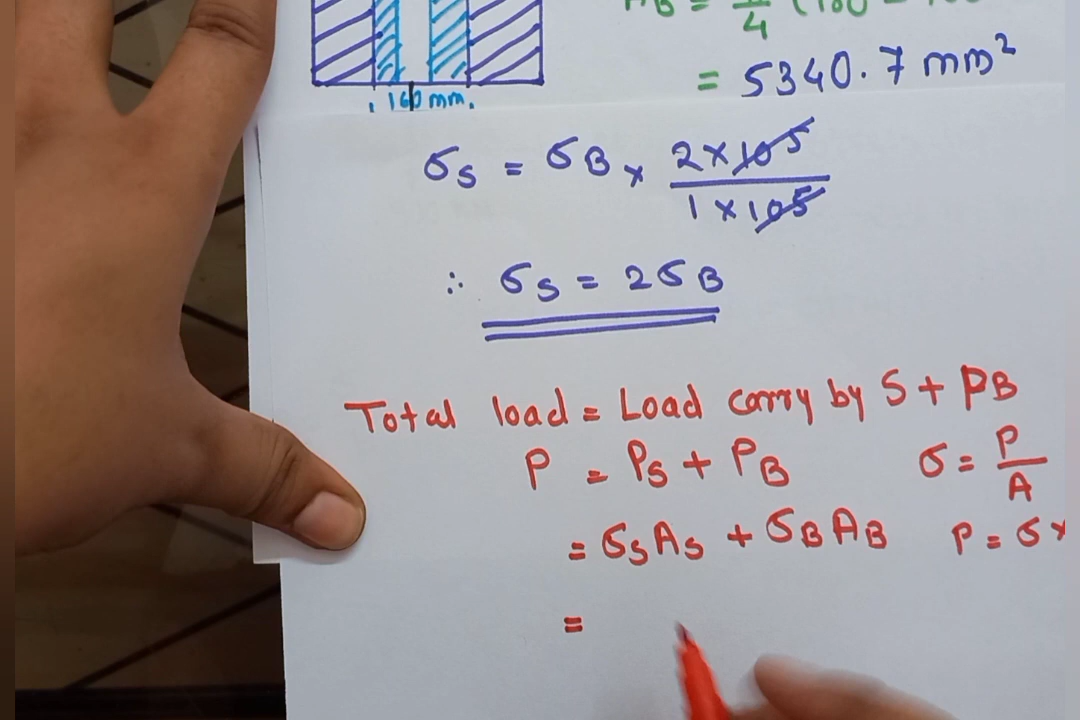 = 5340.7 mm²
160 mm.
σs = σB × 2×10⁵ / 1×10⁵
∴ σs = 2σB
Total load = Load carry by S + PB
P = Ps + PB
σ = P/A
= σsAs + σBAB
P = σ×
=